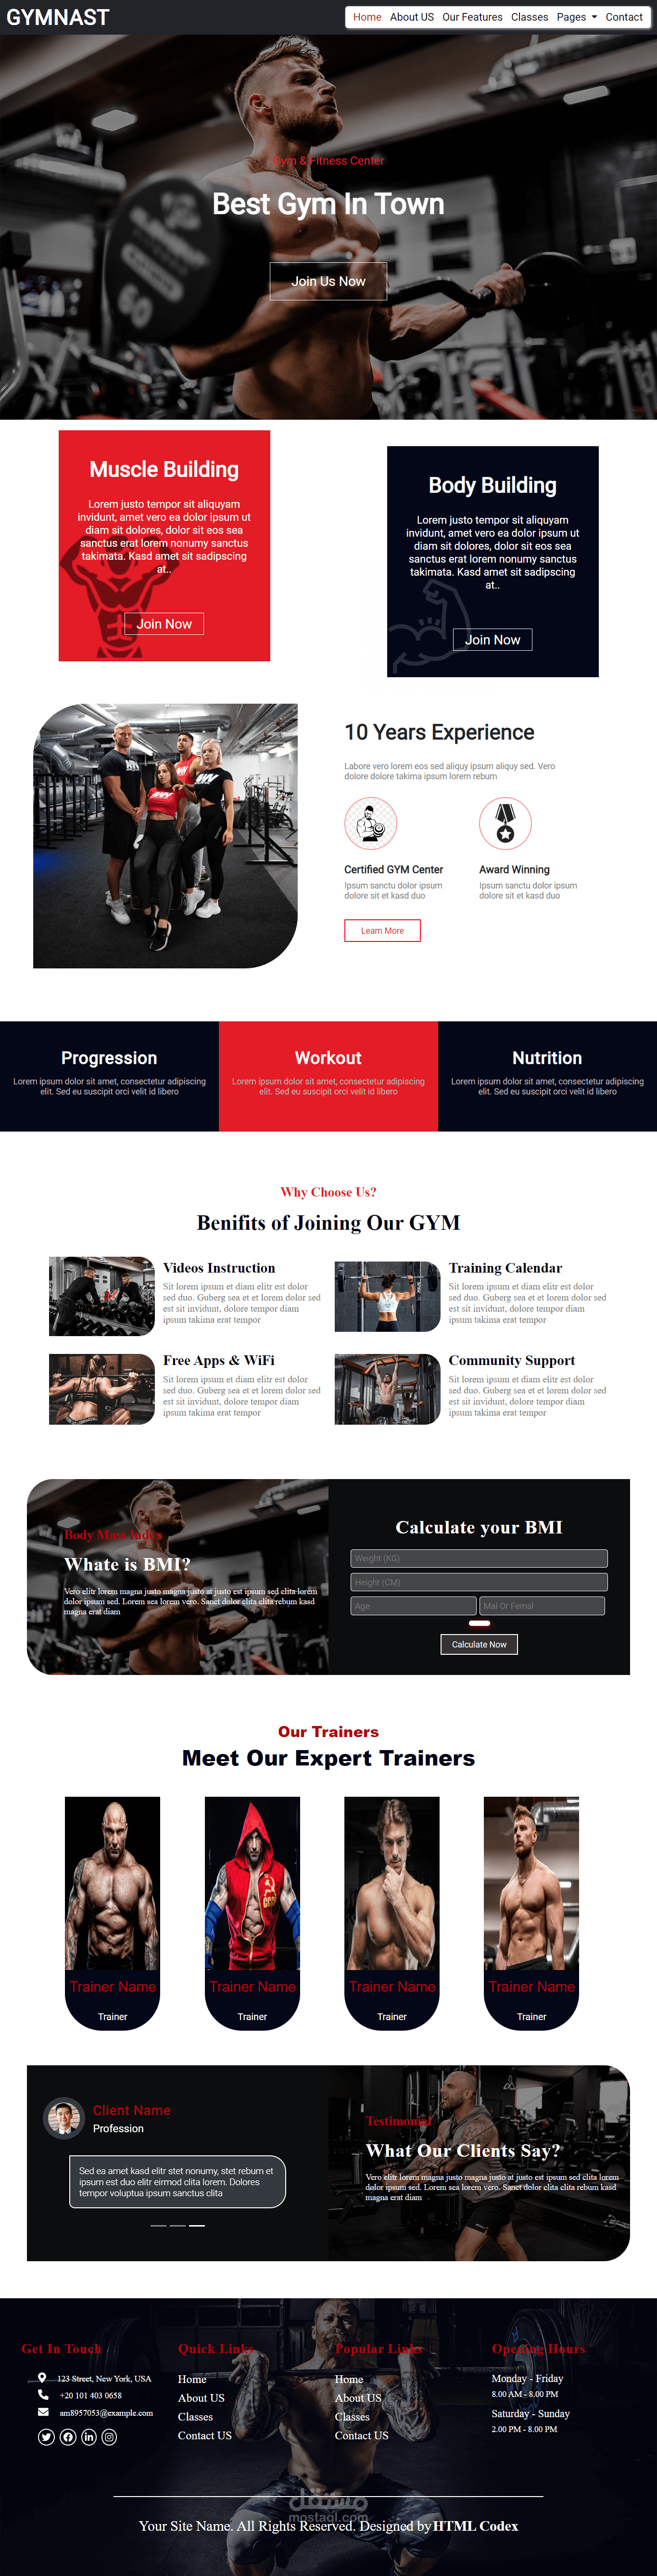 GYMNAST
Home About US Our Features Classes Pages Contact
Gym & Fitness Center
Best Gym In Town
Join Us Now
Muscle Building
Lorem justo tempor sit aliquyam
invidunt, amet vero ea dolor ipsum ut
diam sit dolores, dolor sit eos sea
sanctus erat lorem nonumy sanctus
takimata. Kasd amet sit sadipscing
at..
Join Now
Body Building
Lorem justo tempor sit aliquyam
invidunt, amet vero ea dolor ipsum ut
diam sit dolores, dolor sit eos sea
sanctus erat lorem nonumy sanctus
takimata. Kasd amet sit sadipscing
at..
Join Now
10 Years Experience
Labore vero lorem eos sed aliquy ipsum aliquy sed. Vero
dolore dolore takima ipsum lorem rebum
Certified GYM Center
Ipsum sanctu dolor ipsum
dolore sit et kasd duo
Award Winning
Ipsum sanctu dolor ipsum
dolore sit et kasd duo
Learn More
Progression
Lorem ipsum dolor sit amet, consectetur adipiscing
elit. Sed eu suscipit orci velit id libero
Workout
Lorem ipsum dolor sit amet, consectetur adipiscing
elit. Sed eu suscipit orci velit id libero
Nutrition
Lorem ipsum dolor sit amet, consectetur adipiscing
elit. Sed eu suscipit orci velit id libero
Why Choose Us?
Benifits of Joining Our GYM
Videos Instruction
Sit lorem ipsum et diam elitr est dolor
sed duo. Guberg sea et et lorem dolor sed
est sit invidunt, dolore tempor diam
ipsum takima erat tempor
Training Calendar
Sit lorem ipsum et diam elitr est dolor
sed duo. Guberg sea et et lorem dolor sed
est sit invidunt, dolore tempor diam
ipsum takima erat tempor
Free Apps & WiFi
Sit lorem ipsum et diam elitr est dolor
sed duo. Guberg sea et et lorem dolor sed
est sit invidunt, dolore tempor diam
ipsum takima erat tempor
Community Support
Sit lorem ipsum et diam elitr est dolor
sed duo. Guberg sea et et lorem dolor sed
est sit invidunt, dolore tempor diam
ipsum takima erat tempor
Body Mass Index
Whate is BMI?
Vero elitr lorem magna justo magna justo at justo est ipsum sed clita lorem
dolor ipsum sed. Lorem sea lorem vero. Sanct dolor clita clita rebum kasd
magna erat diam
Calculate your BMI
Weight (KG)
Height (CM)
Age
Mal Or Femal
Calculate Now
Our Trainers
Meet Our Expert Trainers
Trainer Name
Trainer
Trainer Name
Trainer
Trainer Name
Trainer
Trainer Name
Trainer
Client Name
Profession
Sed ea amet kasd elitr stet nonumy, stet rebum et
ipsum est duo elitr eirmod clita lorem. Dolores
tempor voluptua ipsum sanctus clita
Testimonial
What Our Clients Say?
Vero elitr lorem magna justo magna justo at justo est ipsum sed clita lorem
dolor ipsum sed. Lorem sea lorem vero. Sanct dolor clita clita rebum kasd
magna erat diam
Get In Touch
123 Street, New York, USA
+20 101 403 0658
am8957053@example.com
Quick Links
Home
About US
Classes
Contact US
Popular Links
Home
About US
Classes
Contact US
Opening Hours
Monday - Friday
8.00 AM - 8.00 PM
Saturday - Sunday
2.00 PM - 8.00 PM
مستقل
mostaql.com
Your Site Name. All Rights Reserved. Designed by HTML Codex